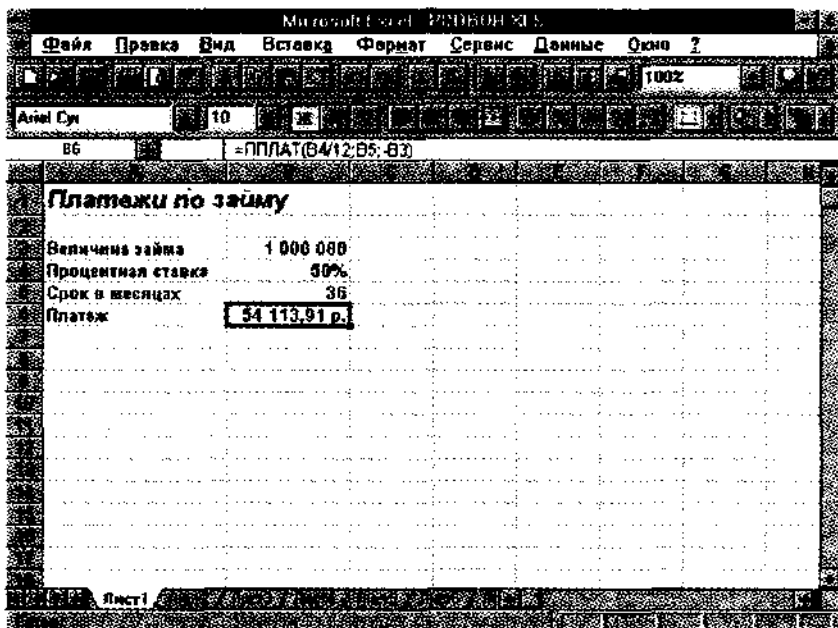 Microsoft Excel
Файл Правка Вид Вставка Формат Сервис Данные Окно ?
100%
Arial Cyr 10
B6 =ППЛАТ(B4/12;B5;-B3)
Платежи по займу
Величина займа 1 000 000
Процентная ставка 50%
Срок в месяцах 36
Платеж 54 113,91 р.
Лист1